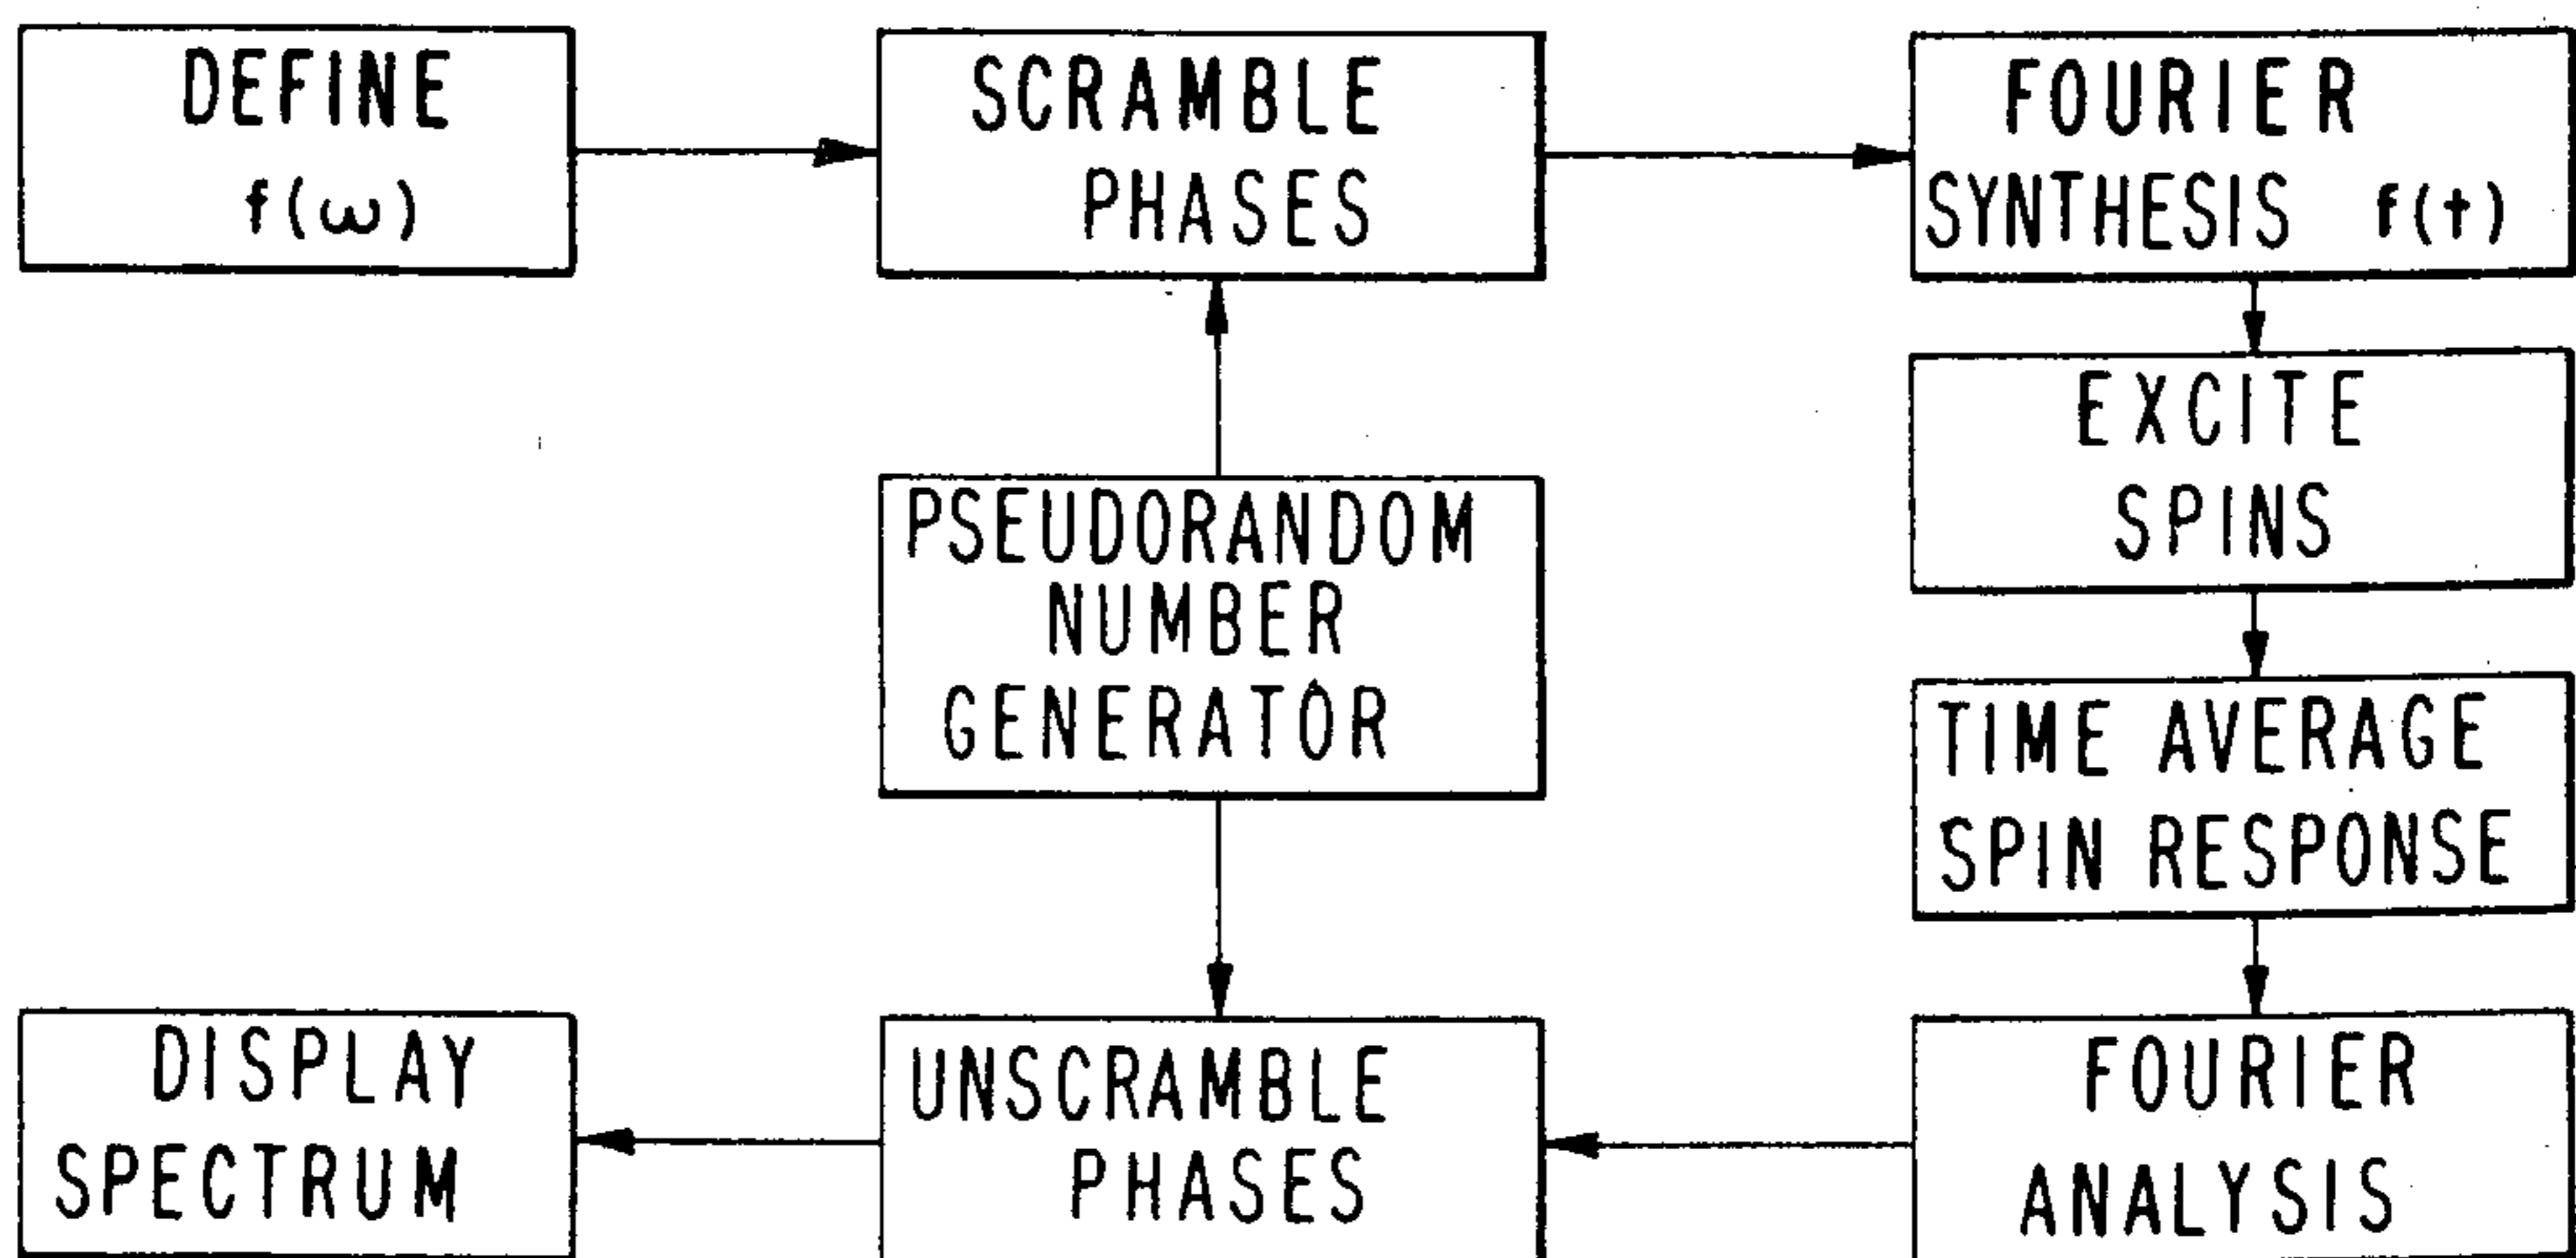 DEFINE
f(ω)
SCRAMBLE
PHASES
FOURIER
SYNTHESIS f(t)
EXCITE
SPINS
PSEUDORANDOM
NUMBER
GENERATOR
TIME AVERAGE
SPIN RESPONSE
FOURIER
ANALYSIS
UNSCRAMBLE
PHASES
DISPLAY
SPECTRUM